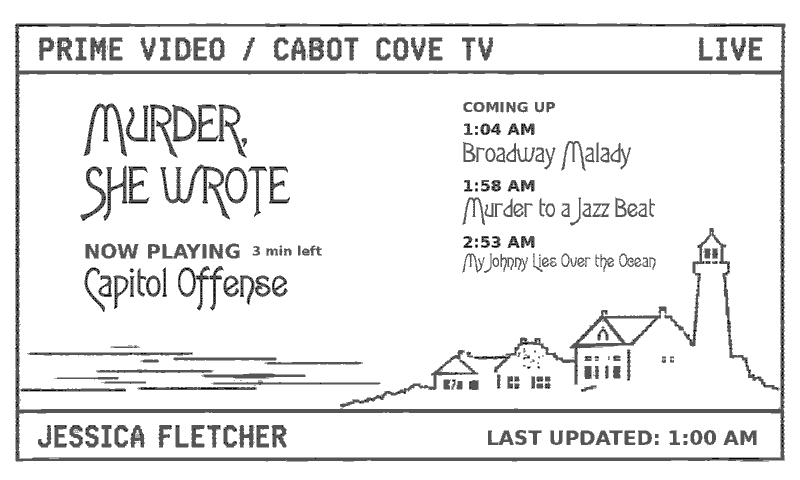 PRIME VIDEO / CABOT COVE TV
LIVE
MURDER,
SHE WROTE
NOW PLAYING 3 min left
Capitol Offense
COMING UP
1:04 AM
Broadway Malady
1:58 AM
Murder to a Jazz Beat
2:53 AM
My Johnny Lies Over the Ocean
JESSICA FLETCHER
LAST UPDATED: 1:00 AM